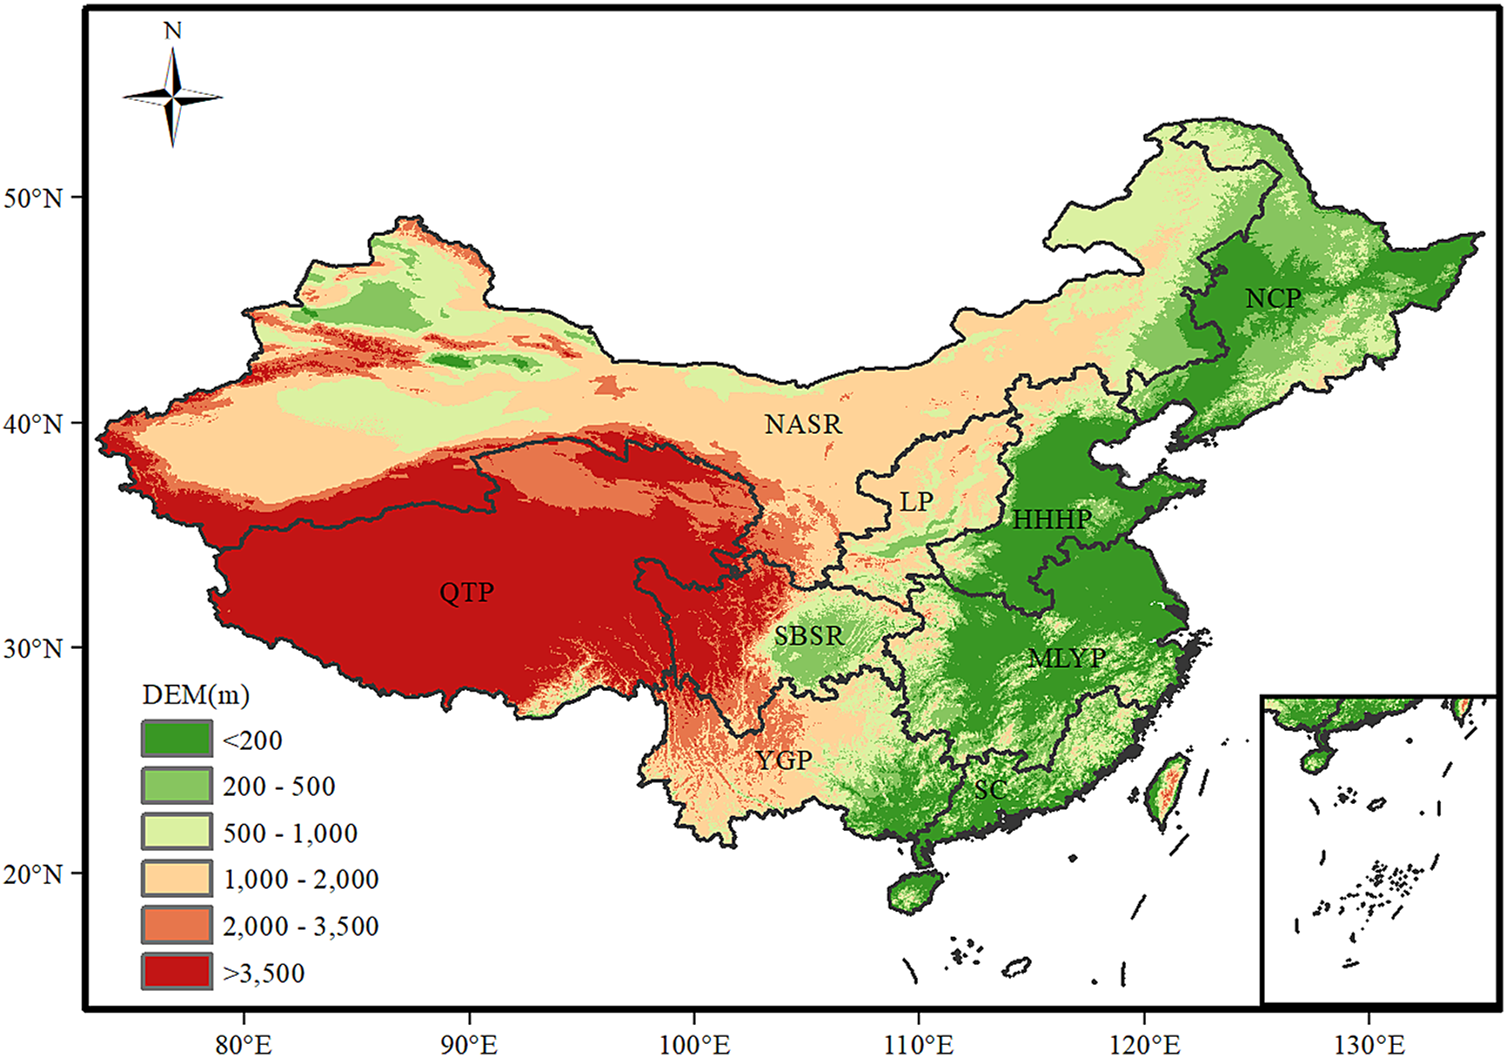 N
50°N
40°N
30°N
20°N
NCP
NASR
LP
HHHP
QTP
SBSR
MLYP
YGP
SC
DEM(m)
<200
200 - 500
500 - 1,000
1,000 - 2,000
2,000 - 3,500
>3,500
80°E
90°E
100°E
110°E
120°E
130°E